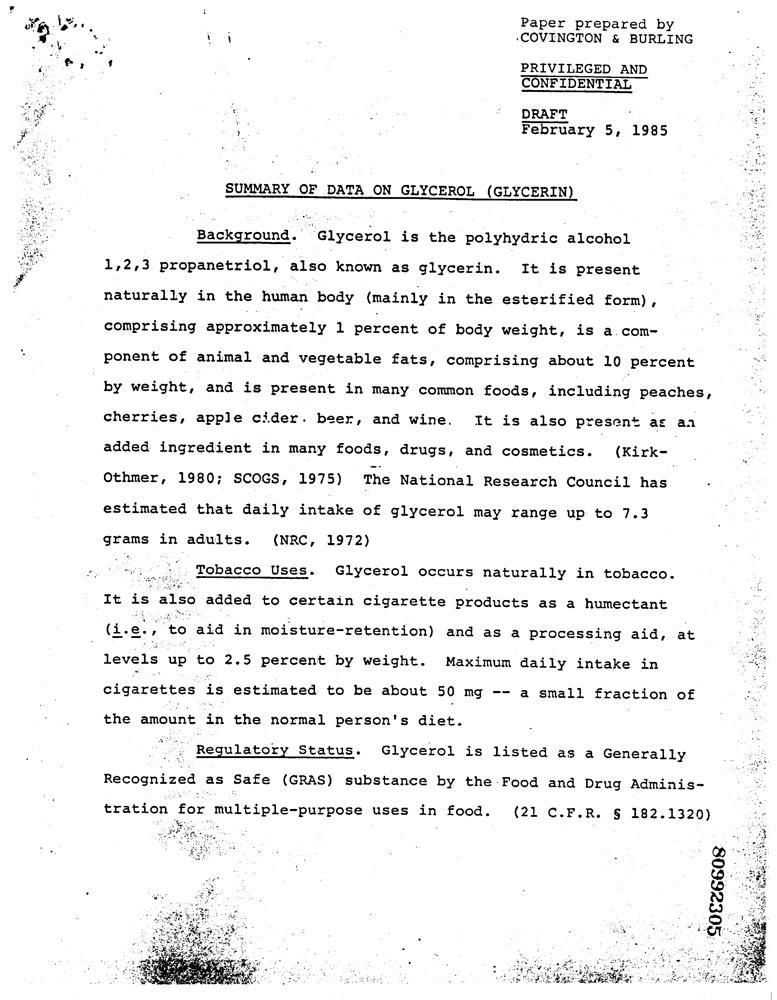 Paper prepared by
COVINGTON & BURLING
PRIVILEGED AND
CONFIDENTIAL
DRAFT
February 5, 1985
SUMMARY OF DATA ON GLYCEROL (GLYCERIN)
Background. Glycerol is the polyhydric alcohol
1,2,3 propanetriol, also known as glycerin. It is present
naturally in the human body (mainly in the esterified form),
comprising approximately 1 percent of body weight, is a com-
ponent of animal and vegetable fats, comprising about 10 percent
by weight, and is present in many common foods, including peaches,
cherries, apple cider, beer, and wine. It is also present as an
added ingredient in many foods, drugs, and cosmetics. (Kirk-
Othmer, 1980; SCOGS, 1975) The National Research Council has
estimated that daily intake of glycerol may range up to 7.3
grams in adults. (NRC, 1972)
Tobacco Uses. Glycerol occurs naturally in tobacco.
It is also added to certain cigarette products as a humectant
(i.e., to aid in moisture-retention) and as a processing aid, at
levels up to 2.5 percent by weight. Maximum daily intake in
cigarettes is estimated to be about 50 mg -- a small fraction of
the amount in the normal person's diet.
Regulatory Status. Glycerol is listed as a Generally
Recognized as Safe (GRAS) substance by the Food and Drug Adminis-
tration for multiple-purpose uses in food. (21 C.F.R. § 182.1320)
80992305